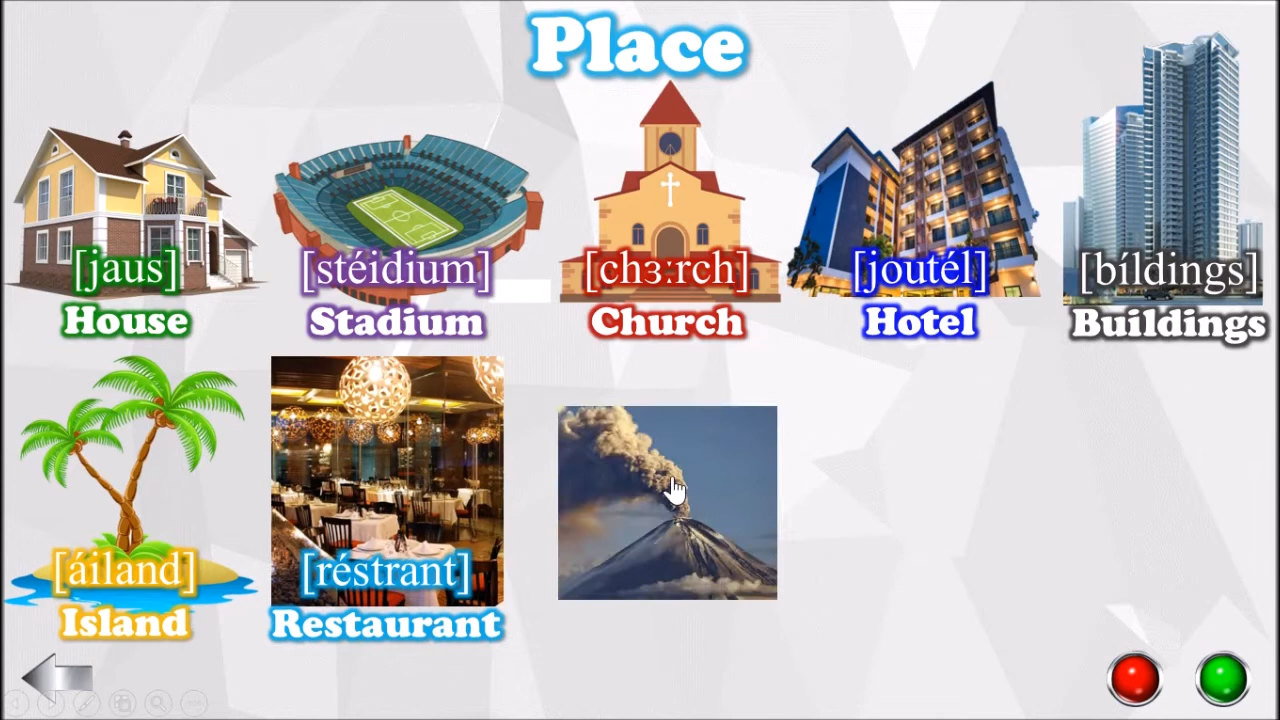 Place
[jaus]
House
[stéidium]
Stadium
[chɜ:rch]
Church
[joutél]
Hotel
[bíldings]
Buildings
[áiland]
Island
[réstrant]
Restaurant